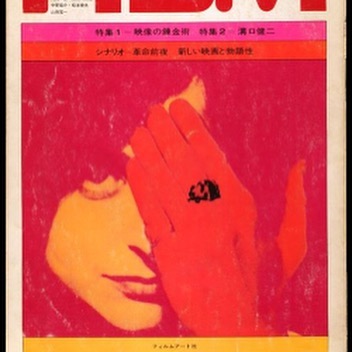 特集1—映像の錬金術　特集2—溝口健二
シナリオ—革命前夜　新しい映画と物語性
フィルムアート社